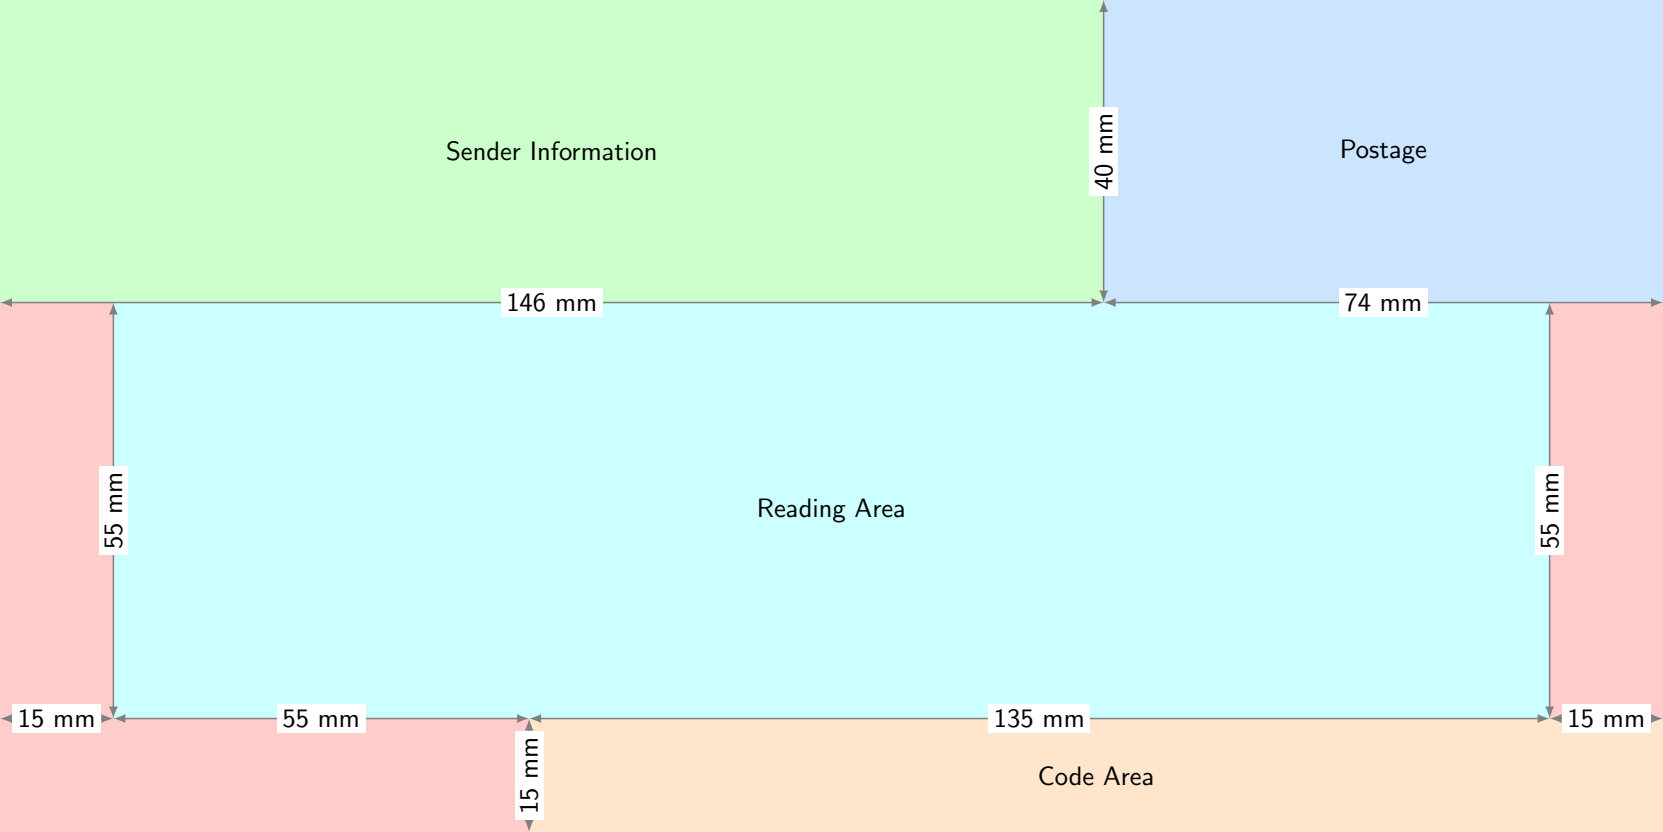 Sender Information
40 mm
Postage
146 mm
74 mm
55 mm
Reading Area
55 mm
15 mm
55 mm
135 mm
15 mm
15 mm
Code Area